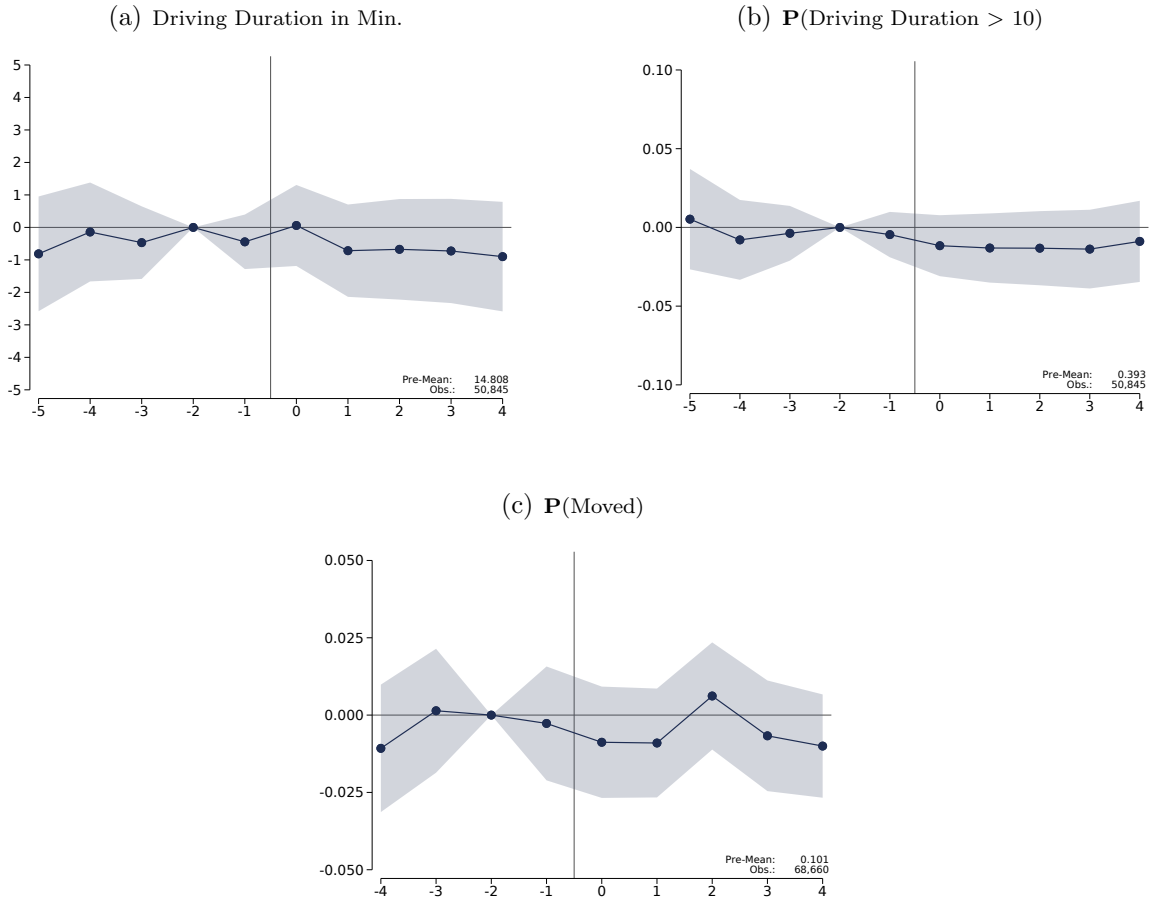 (a) Driving Duration in Min.
(b) P(Driving Duration > 10)
5
4
3
2
1
0
-1
-2
-3
-4
-5
Pre-Mean: 14.808
Obs.: 50,845
-5 -4 -3 -2 -1 0 1 2 3 4
0.10
0.05
0.00
-0.05
-0.10
Pre-Mean: 0.393
Obs.: 50,845
-5 -4 -3 -2 -1 0 1 2 3 4
(c) P(Moved)
0.050
0.025
0.000
-0.025
-0.050
Pre-Mean: 0.101
Obs.: 68,660
-4 -3 -2 -1 0 1 2 3 4